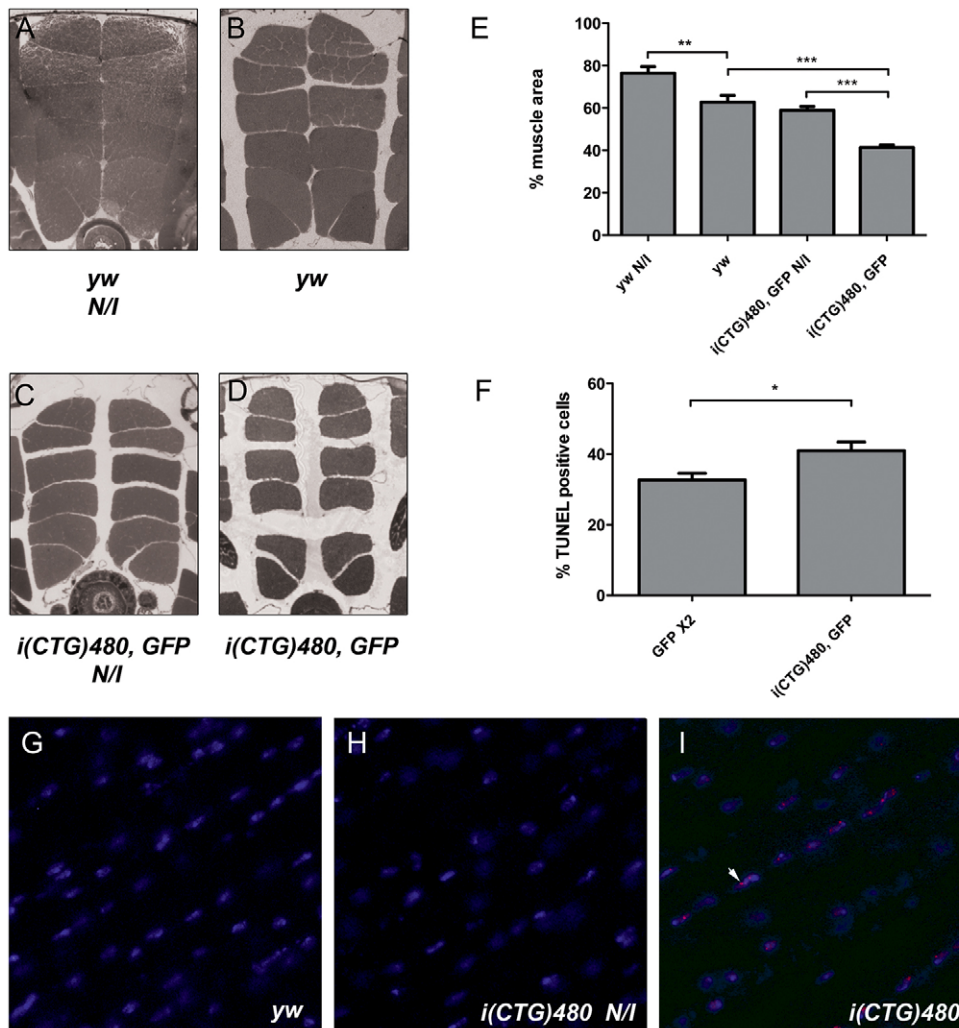 A
B
yw
N/I
yw
C
D
i(CTG)480, GFP
N/I
i(CTG)480, GFP
E
% muscle area
100
80
60
40
20
0
**
***
***
yw N/I
yw
i(CTG)480, GFP N/I
i(CTG)480, GFP
F
% TUNEL positive cells
60
40
20
0
*
GFP X2
i(CTG)480, GFP
G
yw
H
i(CTG)480 N/I
I
i(CTG)480